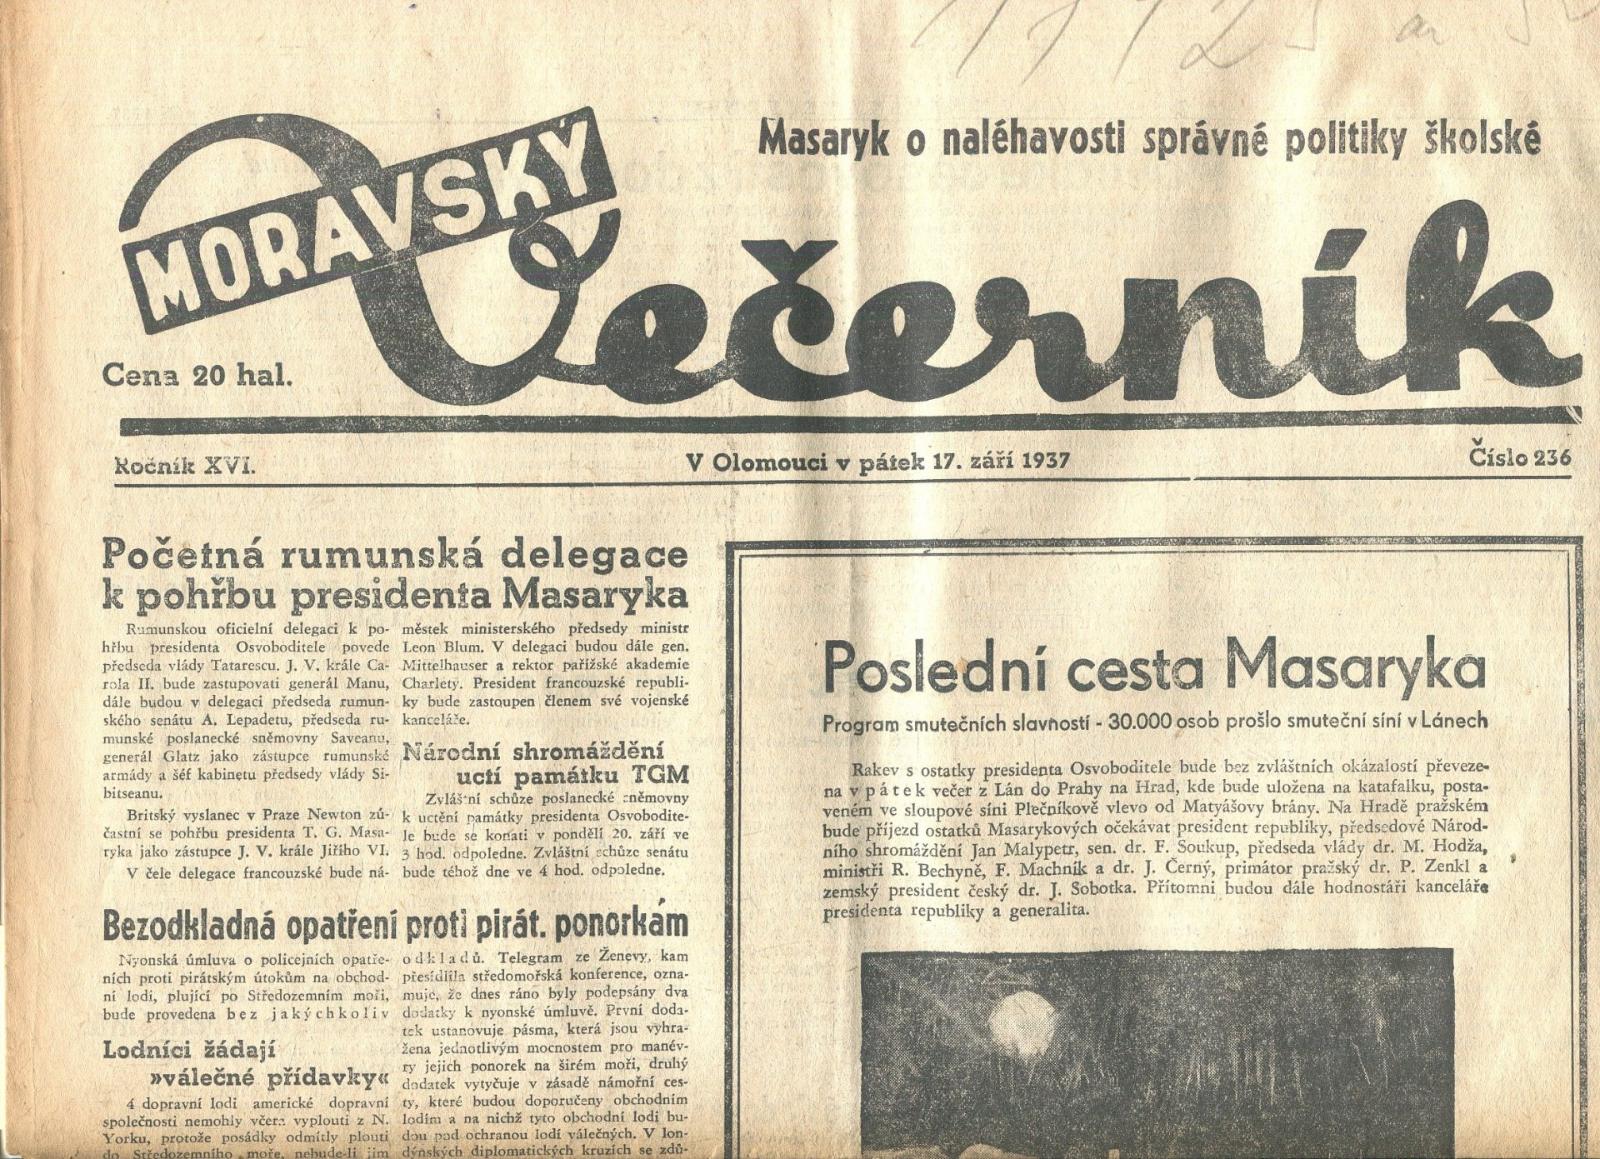 Masaryk o naléhavosti správné politiky školské
MORAVSKÝ
Večerník
Cena 20 hal.
Ročník XVI.
V Olomouci v pátek 17. září 1937
Číslo 236
Početná rumunská delegace
k pohřbu presidenta Masaryka
Rumunskou oficielní delegaci k po-
hřbu presidenta Osvoboditele povede
předseda vlády Tatarescu. J. V. krále Ca-
rola II. bude zastupovati generál Manu,
dále budou v delegaci předseda rumun-
ského senátu A. Lepadetu, předseda ru-
munské poslanecké sněmovny Saveanu,
generál Glatz jako zástupce rumunské
armády a šéf kabinetu předsedy vlády Si-
bitseanu.
Britský vyslanec v Praze Newton zú-
častní se pohřbu presidenta T. G. Masa-
ryka jako zástupce J. V. krále Jiřího VI.
V čele delegace francouzské bude ná-
městek ministerského předsedy ministr
Leon Blum. V delegaci budou dále gen.
Mittelhauser a rektor pařížské akademie
Charlety. President francouzské republi-
ky bude zastoupen členem své vojenské
kanceláře.
Národní shromáždění
uctí památku TGM
Zvláštní schůze poslanecké sněmovny
k uctění památky presidenta Osvobodite-
le bude se konati v pondělí 20. září ve
3 hod. odpoledne. Zvláštní schůze senátu
bude téhož dne ve 4 hod. odpoledne.
Bezodkladná opatření proti pirát. ponorkám
Nyonská úmluva o policejních opatře-
ních proti pirátským útokům na obchod-
ní lodi, plující po Středozemním moři,
bude provedena bez jakýchkoliv
Lodníci žádají
»válečné přídavky«
4 dopravní lodi americké dopravní
společnosti nemohly včera vyplouti z N.
Yorku, protože posádky odmítly plouti
do Středozemního moře, nebude-li jim
odkladů. Telegram ze Ženevy, kam
přesídlila středomořská konference, ozna-
muje, že dnes ráno byly podepsány dva
dodatky k nyonské úmluvě. První doda-
tek ustanovuje pásma, která jsou vyhra-
žena jednotlivým mocnostem pro manév-
ry jejich ponorek na širém moři, druhý
dodatek vytyčuje v zásadě námořní ces-
ty, které budou doporučeny obchodním
lodím a na nichž tyto obchodní lodi bu-
dou pod ochranou lodí válečných. V lon-
dýnských diplomatických kruzích se zdů-
Poslední cesta Masaryka
Program smutečních slavností - 30.000 osob prošlo smuteční síní v Lánech
Rakev s ostatky presidenta Osvoboditele bude bez zvláštních okázalostí převeze-
na v pátek večer z Lán do Prahy na Hrad, kde bude uložena na katafalku, posta-
veném ve sloupové síni Plečníkově vlevo od Matyášovy brány. Na Hradě pražském
bude příjezd ostatků Masarykových očekávat president republiky, předsedové Národ-
ního shromáždění Jan Malypetr, sen. dr. F. Soukup, předseda vlády dr. M. Hodža,
ministři R. Bechyně, F. Machník a dr. J. Černý, primátor pražský dr. P. Zenkl a
zemský president český dr. J. Sobotka. Přítomni budou dále hodnostáři kanceláře
presidenta republiky a generalita.